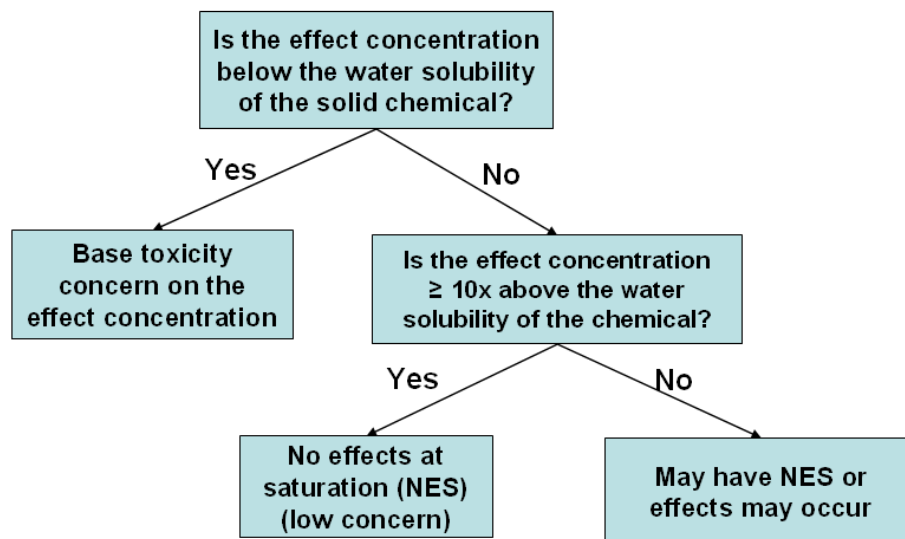 Is the effect concentration
below the water solubility
of the solid chemical?
Yes
No
Base toxicity
concern on the
effect concentration
Is the effect concentration
≥ 10x above the water
solubility of the chemical?
Yes
No
No effects at
saturation (NES)
(low concern)
May have NES or
effects may occur